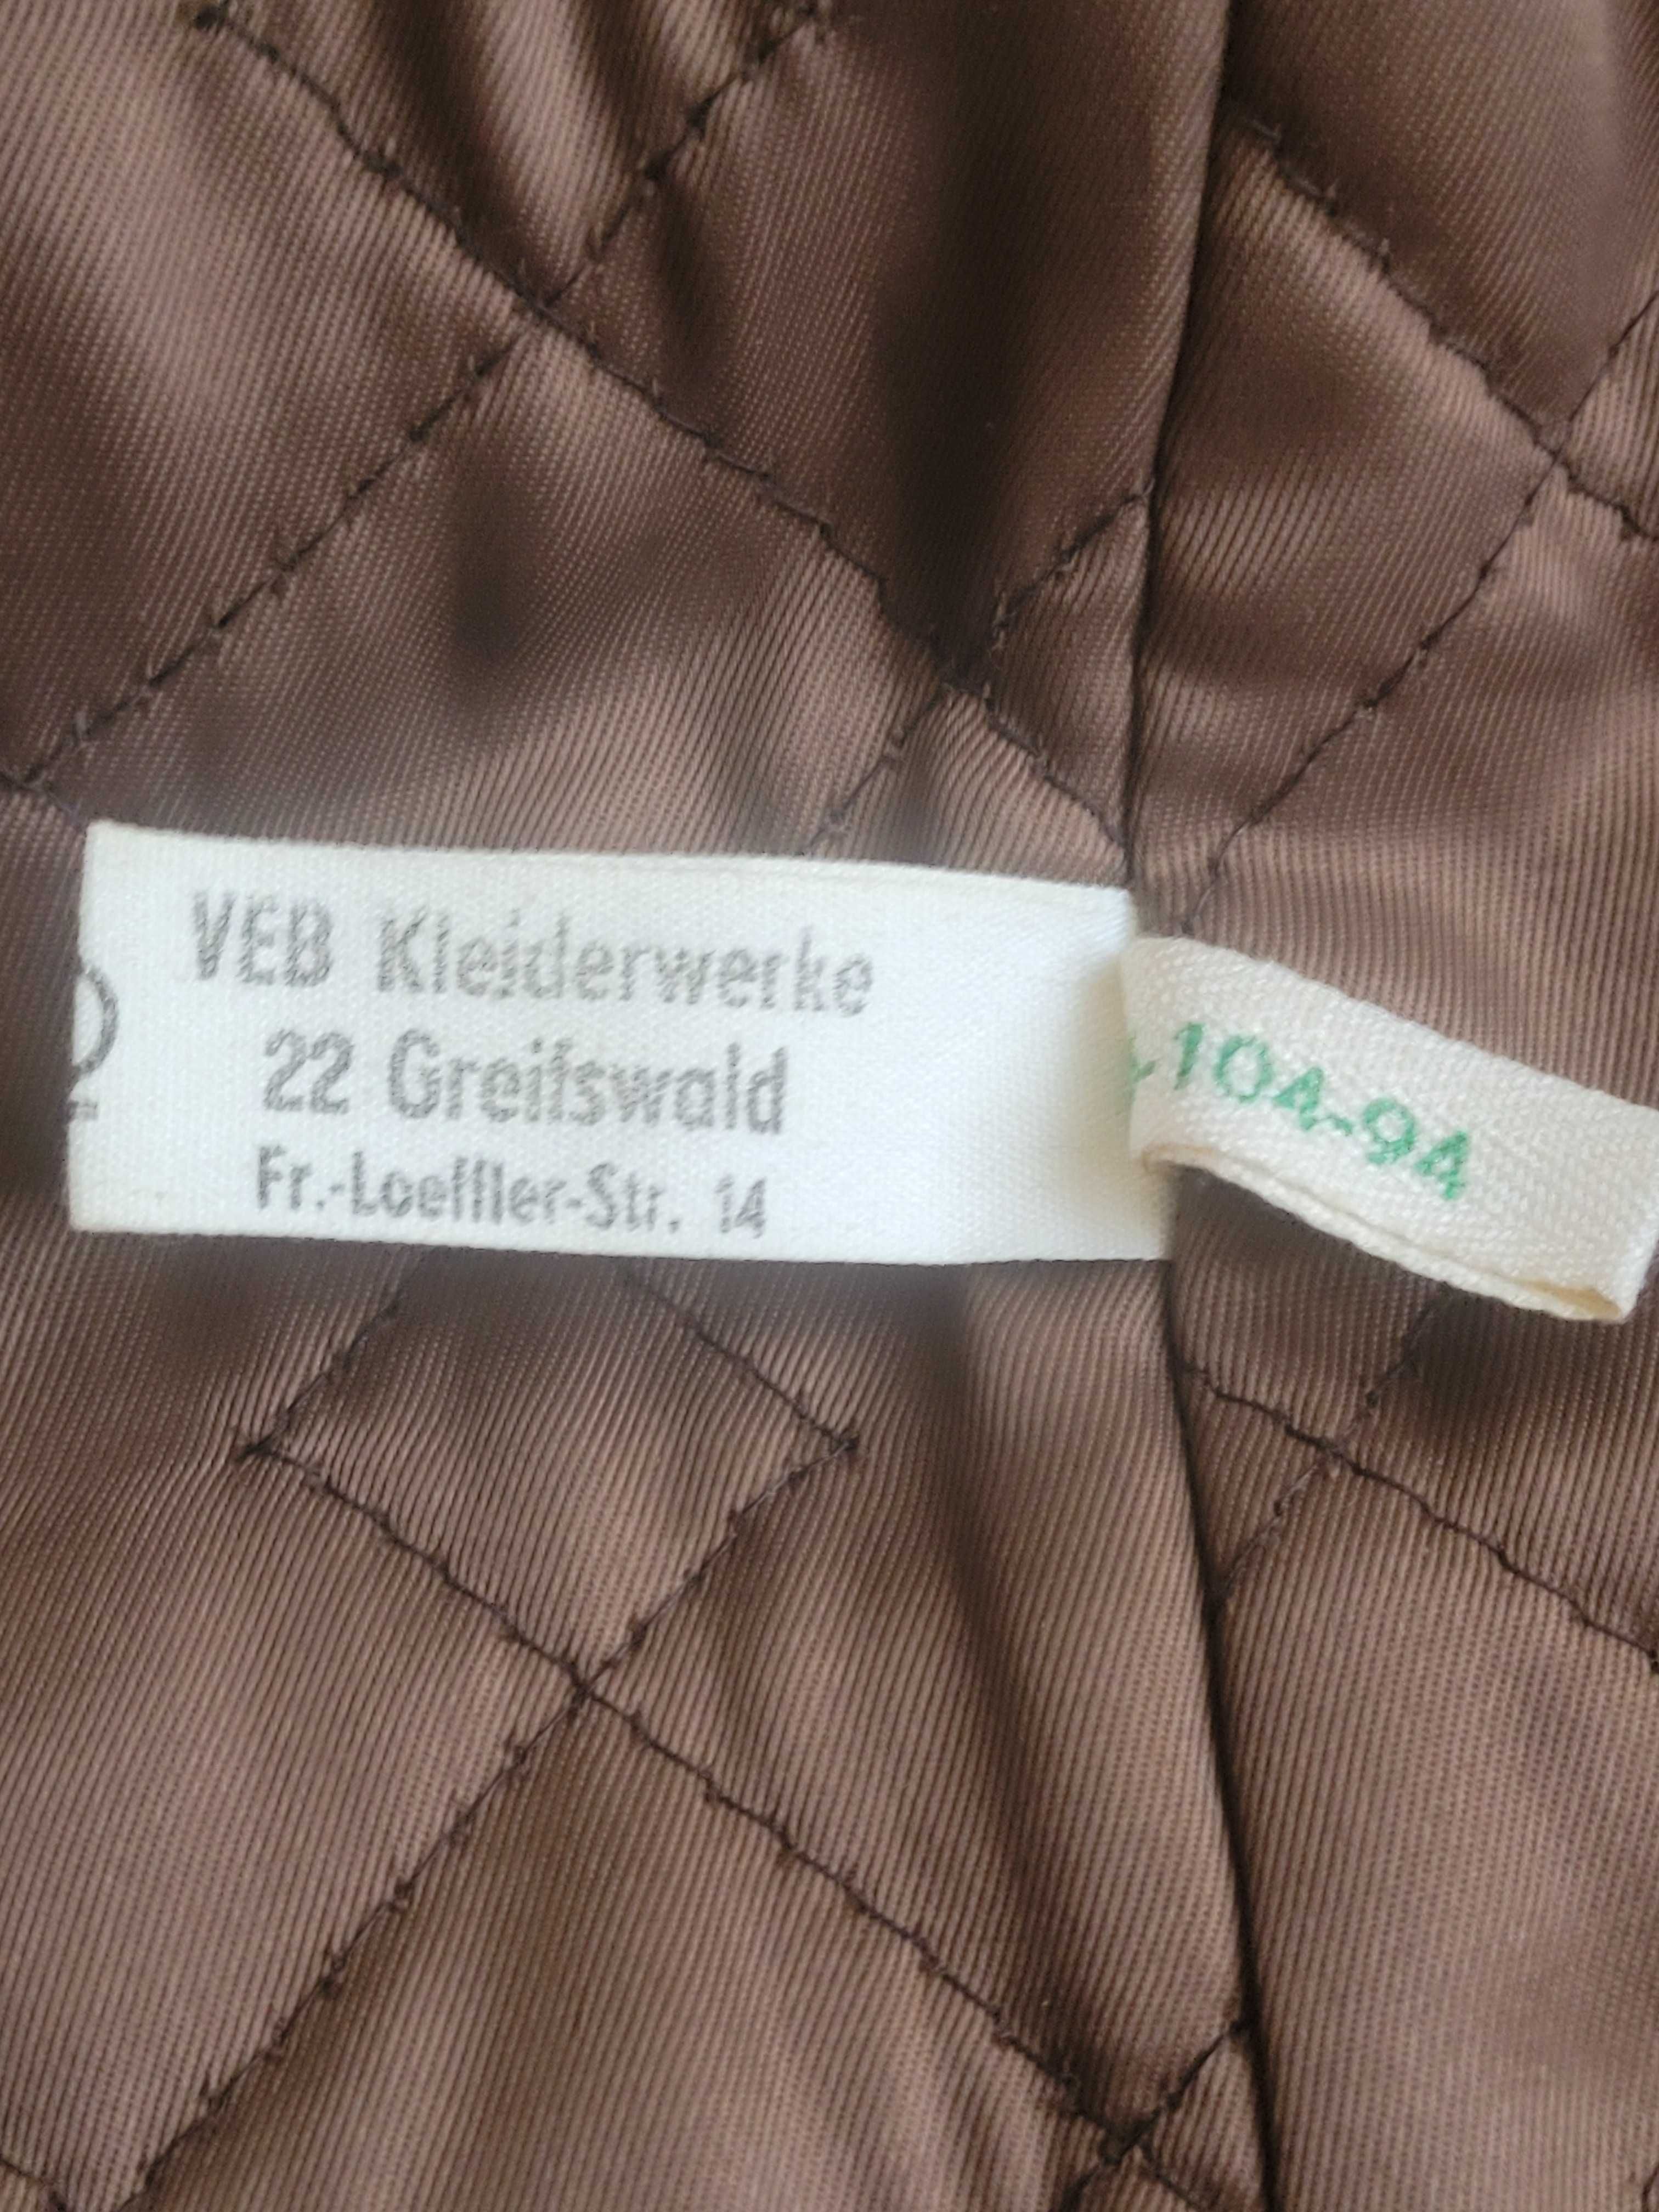 VEB Kleiderwerke
22 Greifswald
Fr.-Loeffler-Str. 14
-104-94